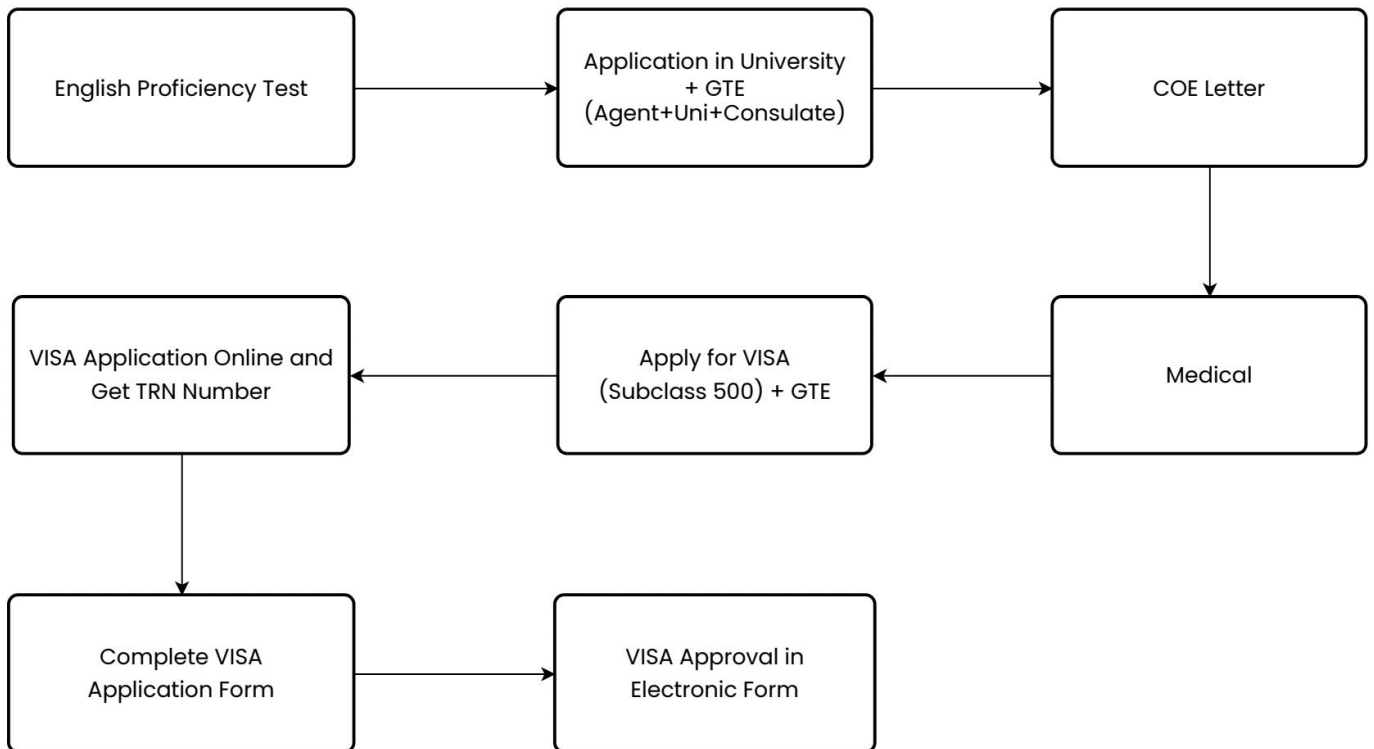 English Proficiency Test
Application in University
+ GTE
(Agent+Uni+Consulate)
COE Letter
Medical
Apply for VISA
(Subclass 500) + GTE
VISA Application Online and
Get TRN Number
Complete VISA
Application Form
VISA Approval in
Electronic Form